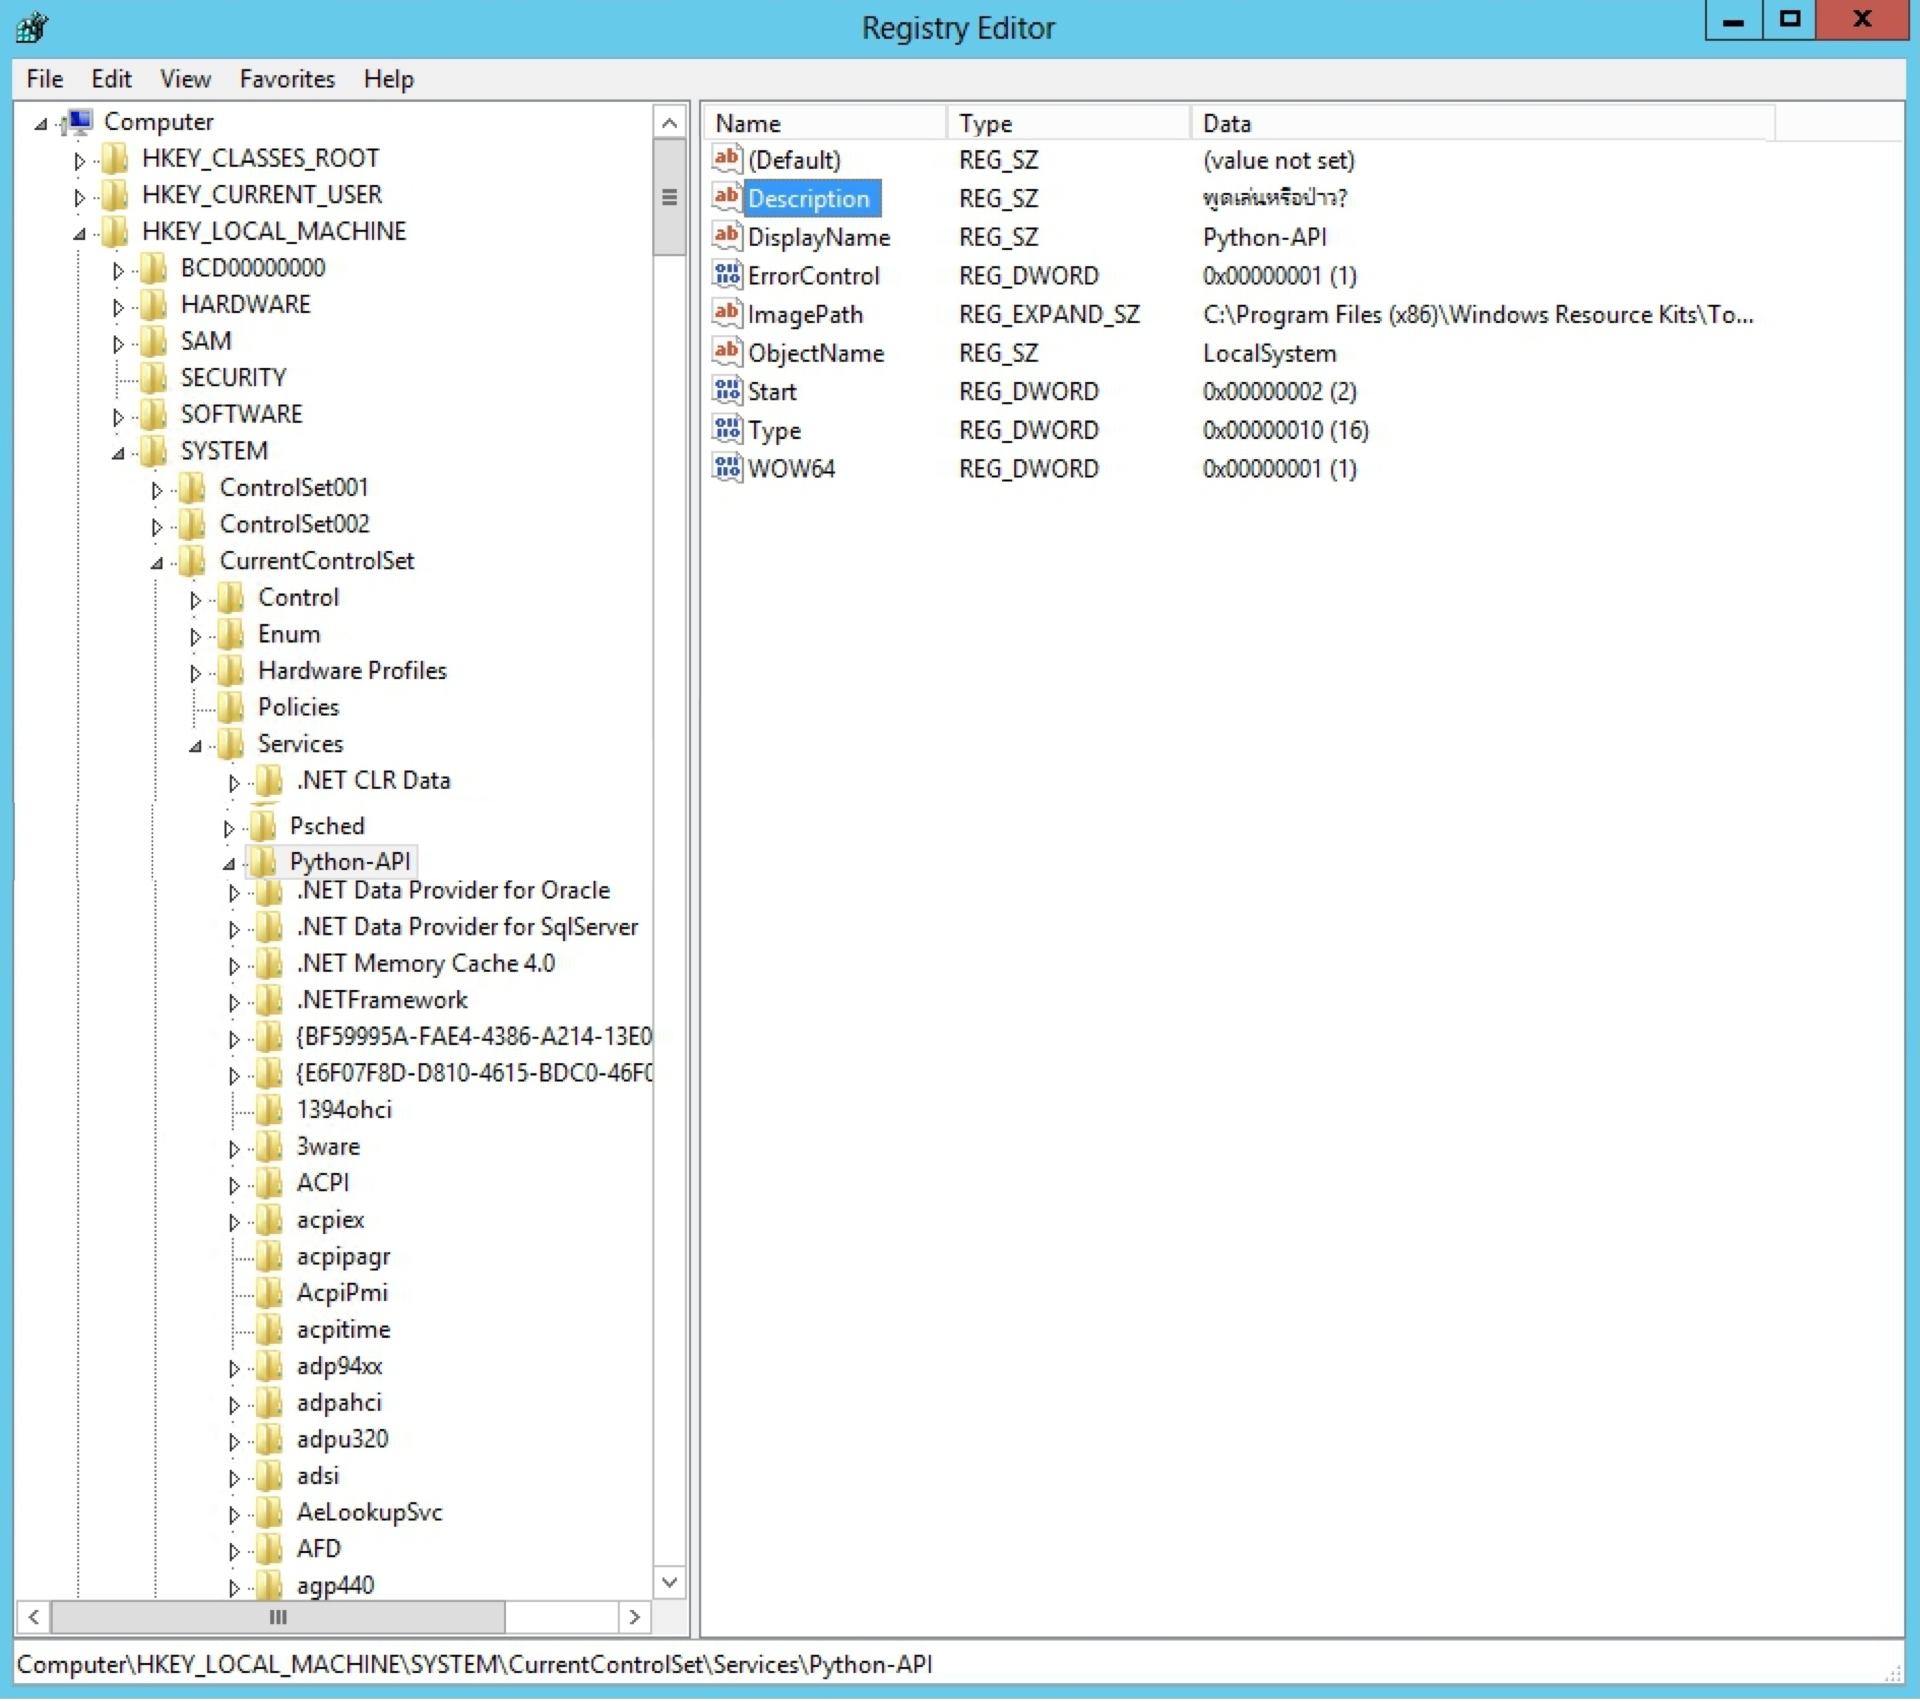 Registry Editor
File Edit View Favorites Help
Computer
HKEY_CLASSES_ROOT
HKEY_CURRENT_USER
HKEY_LOCAL_MACHINE
BCD00000000
HARDWARE
SAM
SECURITY
SOFTWARE
SYSTEM
ControlSet001
ControlSet002
CurrentControlSet
Control
Enum
Hardware Profiles
Policies
Services
.NET CLR Data
Psched
Python-API
.NET Data Provider for Oracle
.NET Data Provider for SqlServer
.NET Memory Cache 4.0
.NETFramework
{BF59995A-FAE4-4386-A214-13E0
{E6F07F8D-D810-4615-BDC0-46F0
1394ohci
3ware
ACPI
acpiex
acpipagr
AcpiPmi
acpitime
adp94xx
adpahci
adpu320
adsi
AeLookupSvc
AFD
agp440
Name Type Data
(Default) REG_SZ (value not set)
Description REG_SZ พูดเล่นหรือป่าว?
DisplayName REG_SZ Python-API
ErrorControl REG_DWORD 0x00000001 (1)
ImagePath REG_EXPAND_SZ C:\Program Files (x86)\Windows Resource Kits\To...
ObjectName REG_SZ LocalSystem
Start REG_DWORD 0x00000002 (2)
Type REG_DWORD 0x00000010 (16)
WOW64 REG_DWORD 0x00000001 (1)
Computer\HKEY_LOCAL_MACHINE\SYSTEM\CurrentControlSet\Services\Python-API